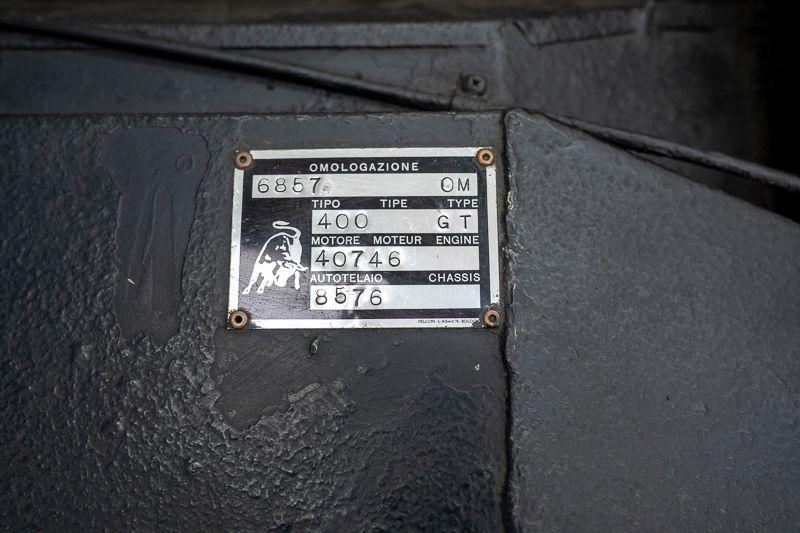 OMOLOGAZIONE
6857 OM
TIPO TIPE TYPE
400 GT
MOTORE MOTEUR ENGINE
40746
AUTOTELAIO CHASSIS
8576